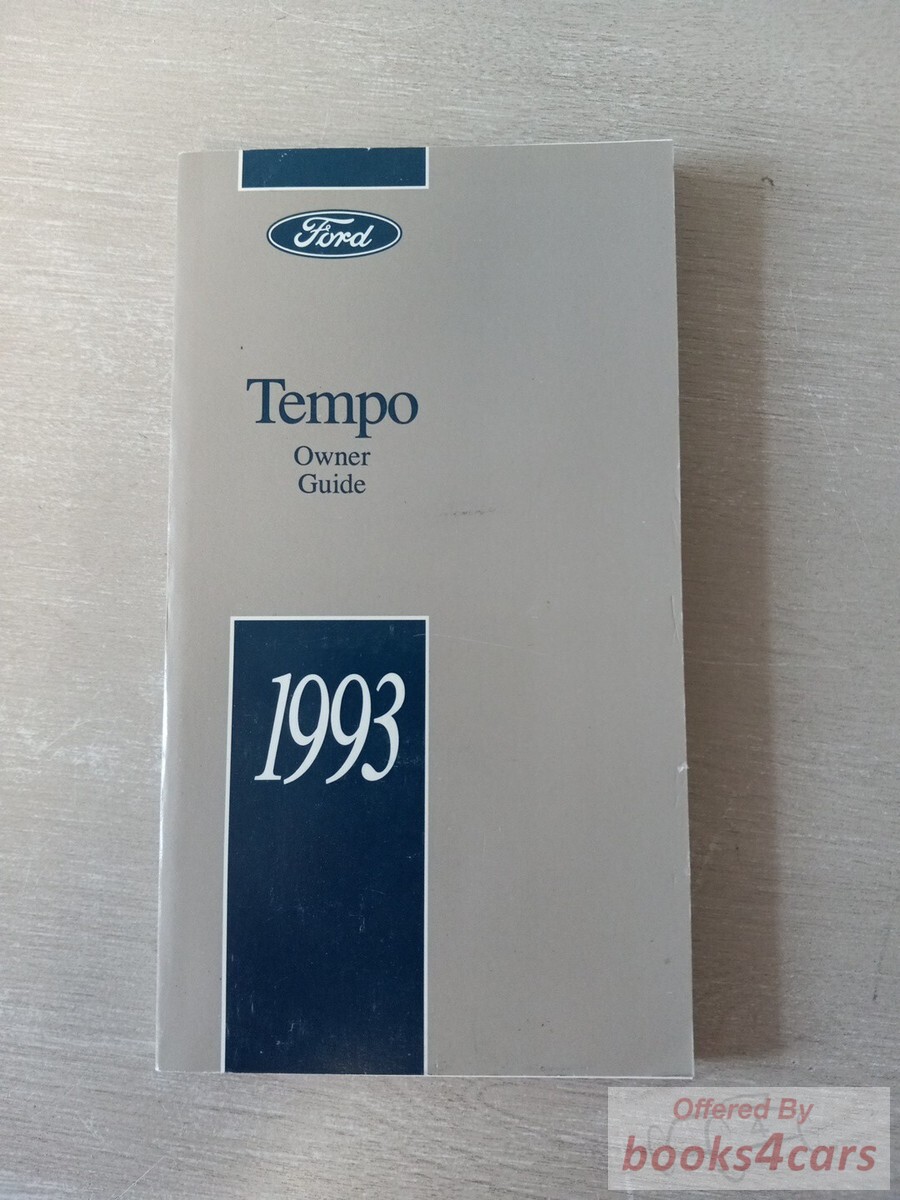 Ford
Tempo
Owner
Guide
1993
Offered By
books4cars